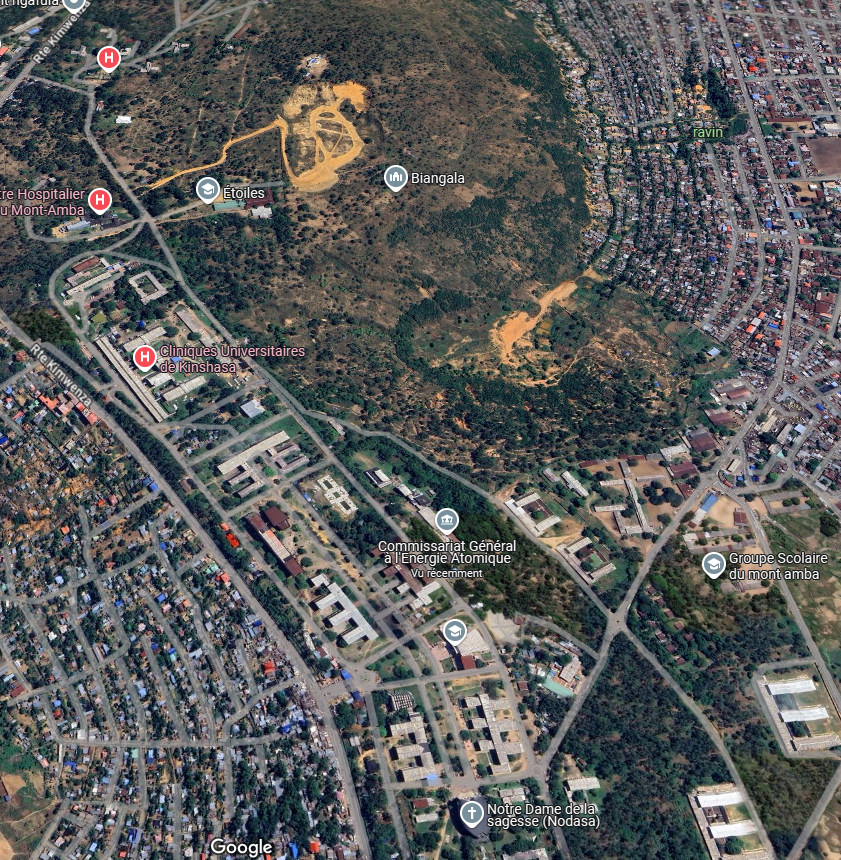 Rte Kimwenza
H
ravin
Biangala
Étoiles
tre Hospitalier
u Mont-Amba
H
Rte Kimwenza
H
Cliniques Universitaires
de Kinshasa
Commissariat Général
à l'Énergie Atomique
Vu récemment
Groupe Scolaire
du mont amba
Notre Dame de la
sagesse (Nodasa)
Google